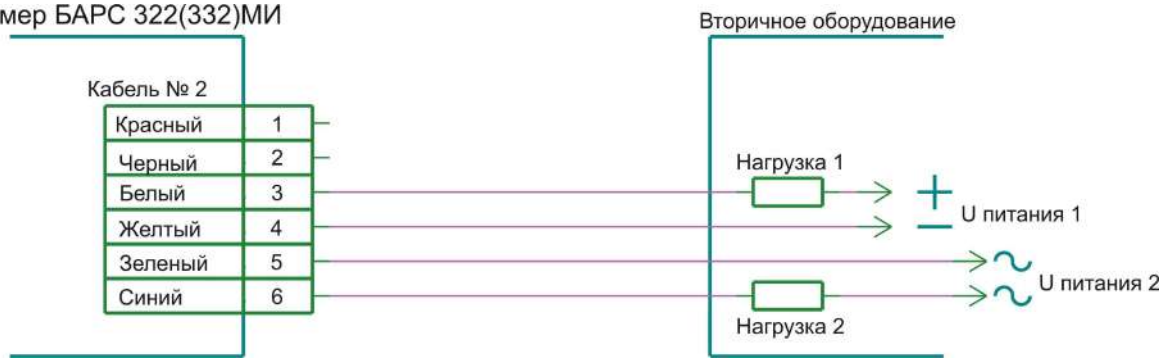 мер БАРС 322(332)МИ
Вторичное оборудование
Кабель № 2
Красный 1
Черный 2
Белый 3
Желтый 4
Зеленый 5
Синий 6
Нагрузка 1
+
U питания 1
−
∼
U питания 2
∼
Нагрузка 2